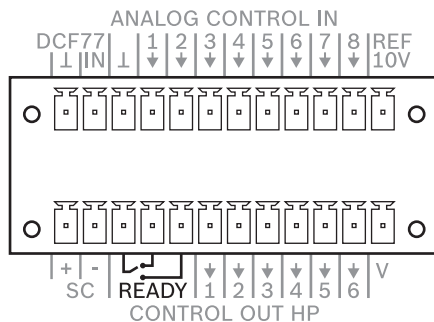 ANALOG CONTROL IN
DCF77 1 2 3 4 5 6 7 8 REF
⊥ IN ⊥ ↓ ↓ ↓ ↓ ↓ ↓ ↓ ↓ 10V
+ - ↓ ↓ ↓ ↓ ↓ ↓ V
SC READY 1 2 3 4 5 6
CONTROL OUT HP